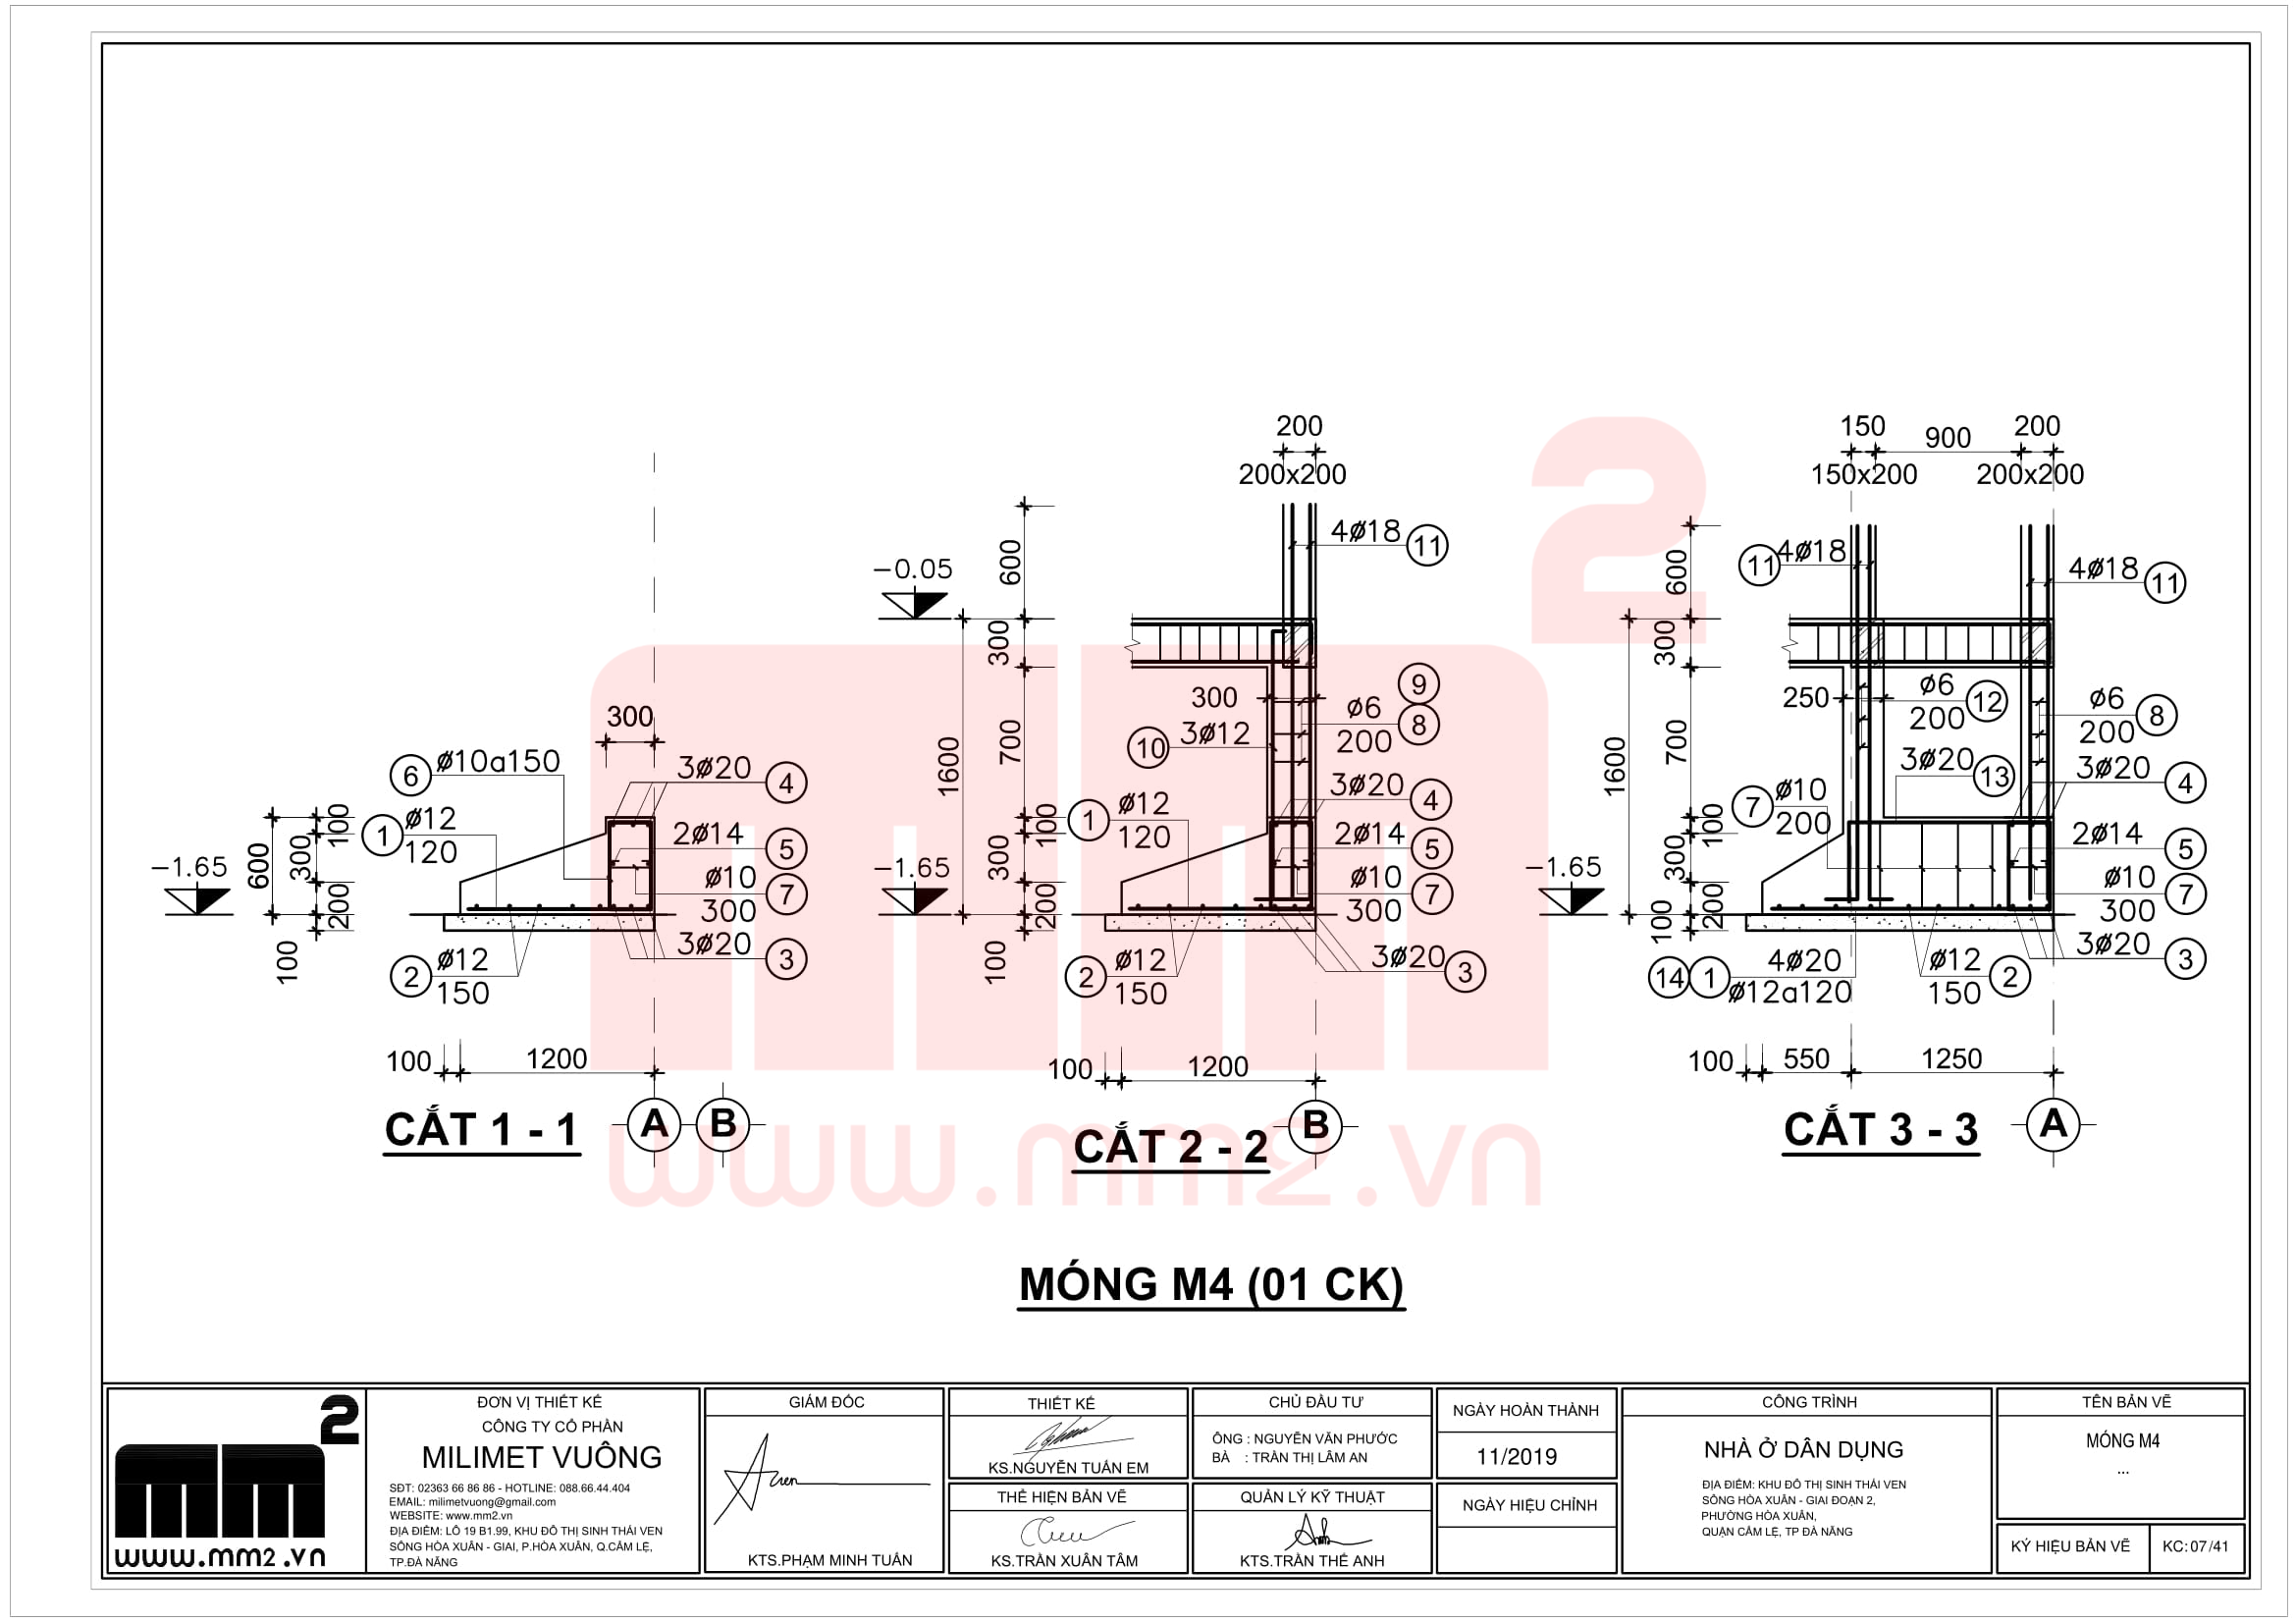 300
6
ø10a150
3ø20
4
100
1
ø12
120
2ø14
5
600
300
-1.65
ø10
7
300
200
3ø20
3
100
2
ø12
150
100
1200
CẮT 1 - 1
A
B
200
200x200
4ø18
11
600
-0.05
300
9
300
ø6
8
200
10
3ø12
700
1600
3ø20
4
1
ø12
120
100
2ø14
5
300
-1.65
ø10
7
300
200
3ø20
3
100
2
ø12
150
100
1200
CẮT 2 - 2
B
150
900
200
150x200
200x200
11
4ø18
4ø18
11
600
300
250
ø6
12
200
ø6
8
200
700
1600
3ø20
13
3ø20
4
7
ø10
200
100
2ø14
5
300
-1.65
ø10
7
300
200
100
3ø20
3
14
1
4ø20
ø12a120
ø12
2
150
100
550
1250
CẮT 3 - 3
A
mm2
www.mm2.vn
MÓNG M4 (01 CK)
mm2
www.mm2.vn
ĐƠN VỊ THIẾT KẾ
CÔNG TY CỔ PHẦN
MILIMET VUÔNG
SĐT: 02363 66 86 86 - HOTLINE: 088.66.44.404
EMAIL: milimetvuong@gmail.com
WEBSITE: www.mm2.vn
ĐỊA ĐIỂM: LÔ 19 B1.99, KHU ĐÔ THỊ SINH THÁI VEN
SÔNG HÒA XUÂN - GIAI, P.HÒA XUÂN, Q.CẨM LỆ,
TP.ĐÀ NẴNG
GIÁM ĐỐC
KTS.PHẠM MINH TUẤN
THIẾT KẾ
KS.NGUYỄN TUẤN EM
THỂ HIỆN BẢN VẼ
KS.TRẦN XUÂN TÂM
CHỦ ĐẦU TƯ
ÔNG : NGUYỄN VĂN PHƯỚC
BÀ : TRẦN THỊ LÂM AN
QUẢN LÝ KỸ THUẬT
KTS.TRẦN THẾ ANH
NGÀY HOÀN THÀNH
11/2019
NGÀY HIỆU CHỈNH
CÔNG TRÌNH
NHÀ Ở DÂN DỤNG
ĐỊA ĐIỂM: KHU ĐÔ THỊ SINH THÁI VEN
SÔNG HÒA XUÂN - GIAI ĐOẠN 2,
PHƯỜNG HÒA XUÂN,
QUẬN CẨM LỆ, TP ĐÀ NẴNG
TÊN BẢN VẼ
MÓNG M4
...
KÝ HIỆU BẢN VẼ
KC: 07 /41